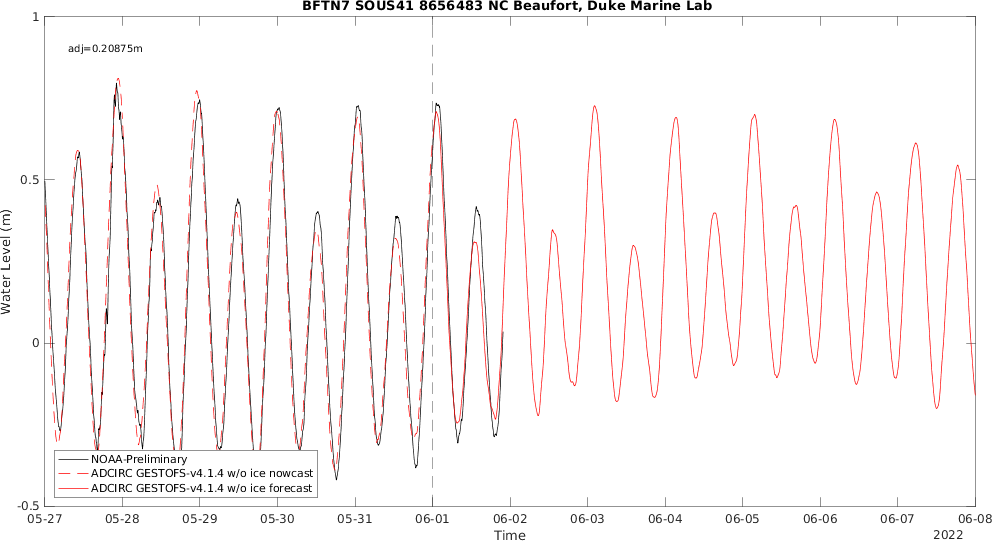 BFTN7 SOUS41 8656483 NC Beaufort, Duke Marine Lab
adj=0.20875m
Water Level (m)
1
0.5
0
-0.5
NOAA-Preliminary
ADCIRC GESTOFS-v4.1.4 w/o ice nowcast
ADCIRC GESTOFS-v4.1.4 w/o ice forecast
05-27 05-28 05-29 05-30 05-31 06-01 06-02 06-03 06-04 06-05 06-06 06-07 06-08
Time
2022